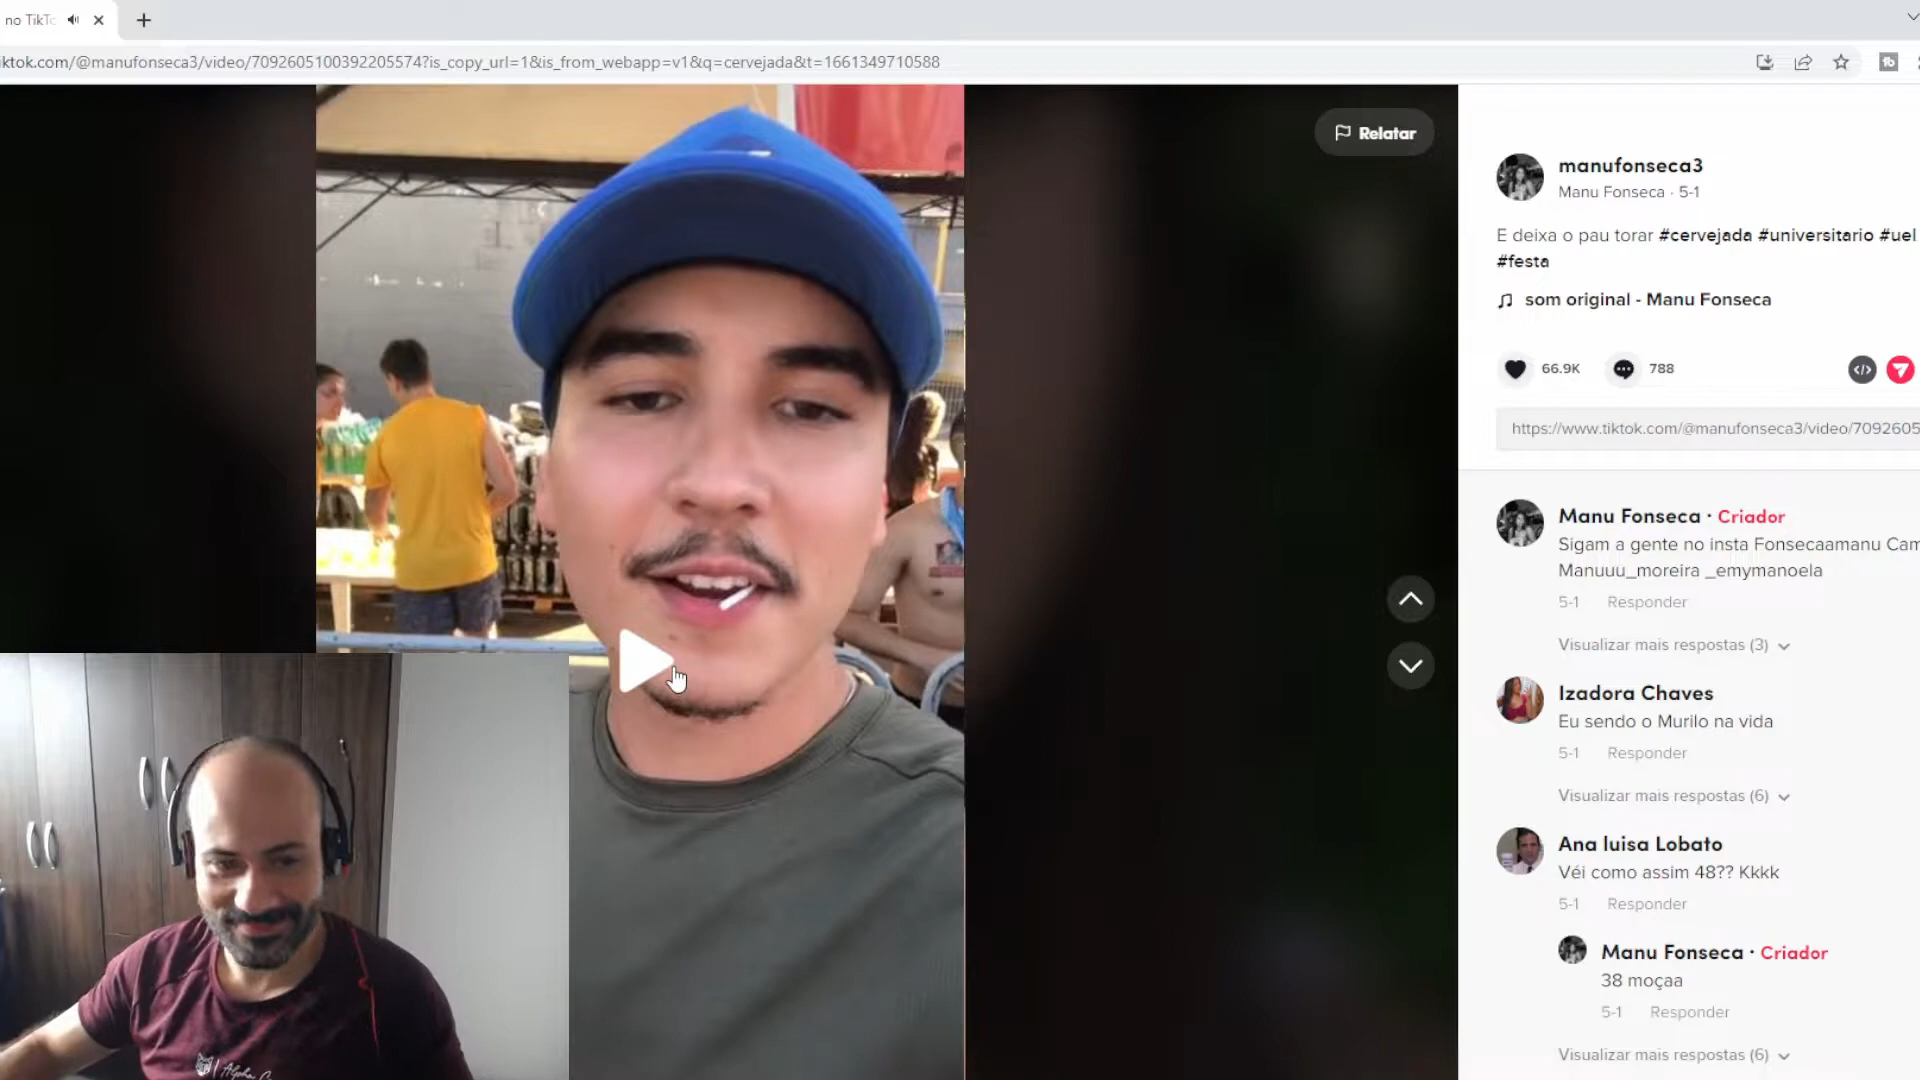 no TikTo
iktok.com/@manufonseca3/video/7092605100392205574?is_copy_url=1&is_from_webapp=v1&q=cervejada&t=1661349710588
Relatar
manufonseca3
Manu Fonseca · 5-1
E deixa o pau torar #cervejada #universitario #uel
#festa
som original - Manu Fonseca
66.9K
788
https://www.tiktok.com/@manufonseca3/video/7092605
Manu Fonseca · Criador
Sigam a gente no insta Fonsecaamanu Cam
Manuuu_moreira _emymanoela
5-1 Responder
Visualizar mais respostas (3)
Izadora Chaves
Eu sendo o Murilo na vida
5-1 Responder
Visualizar mais respostas (6)
Ana luisa Lobato
Véi como assim 48?? Kkkk
5-1 Responder
Manu Fonseca · Criador
38 moçaa
5-1 Responder
Visualizar mais respostas (6)